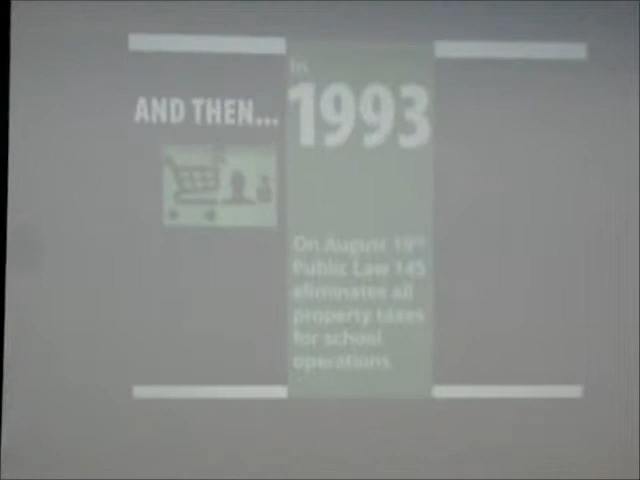 AND THEN...
In
1993
On August 19th
Public Law 145
eliminates all
property taxes
for school
operations